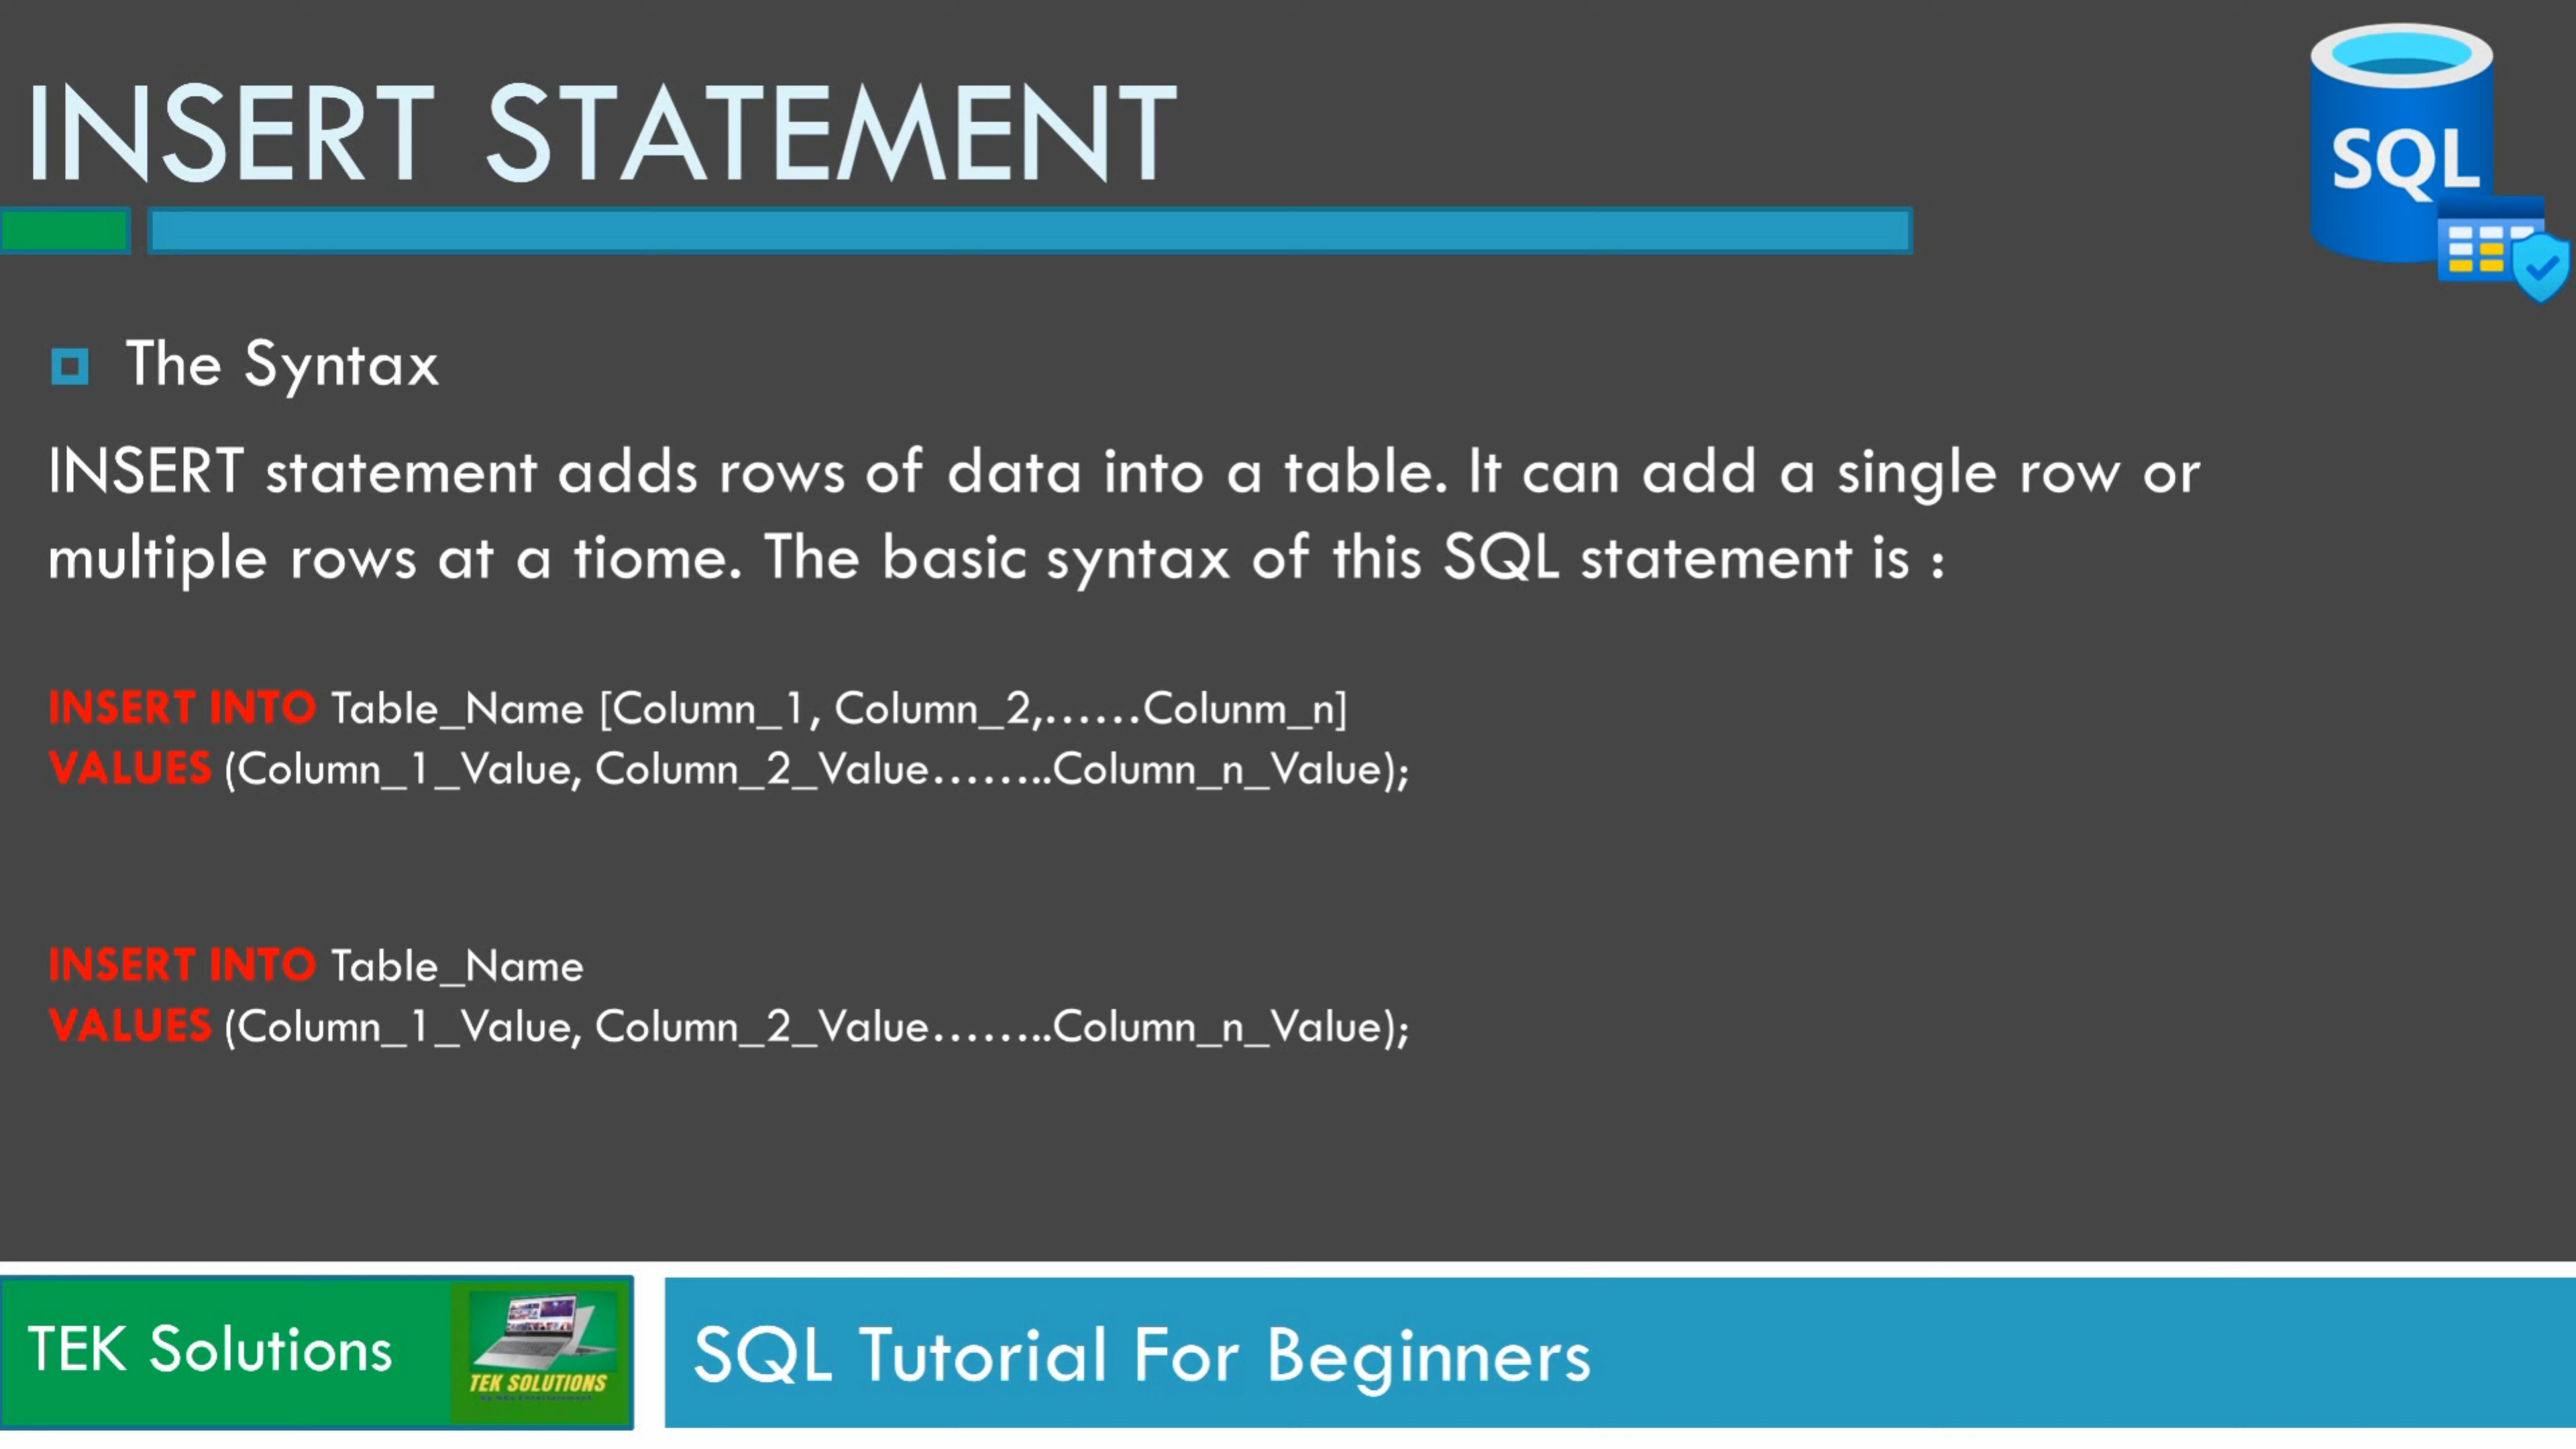 INSERT STATEMENT
SQL
The Syntax
INSERT statement adds rows of data into a table. It can add a single row or
multiple rows at a tiome. The basic syntax of this SQL statement is :
INSERT INTO Table_Name [Column_1, Column_2,......Colunm_n]
VALUES (Column_1_Value, Column_2_Value........Column_n_Value);
INSERT INTO Table_Name
VALUES (Column_1_Value, Column_2_Value........Column_n_Value);
TEK Solutions
TEK SOLUTIONS
SQL Tutorial For Beginners